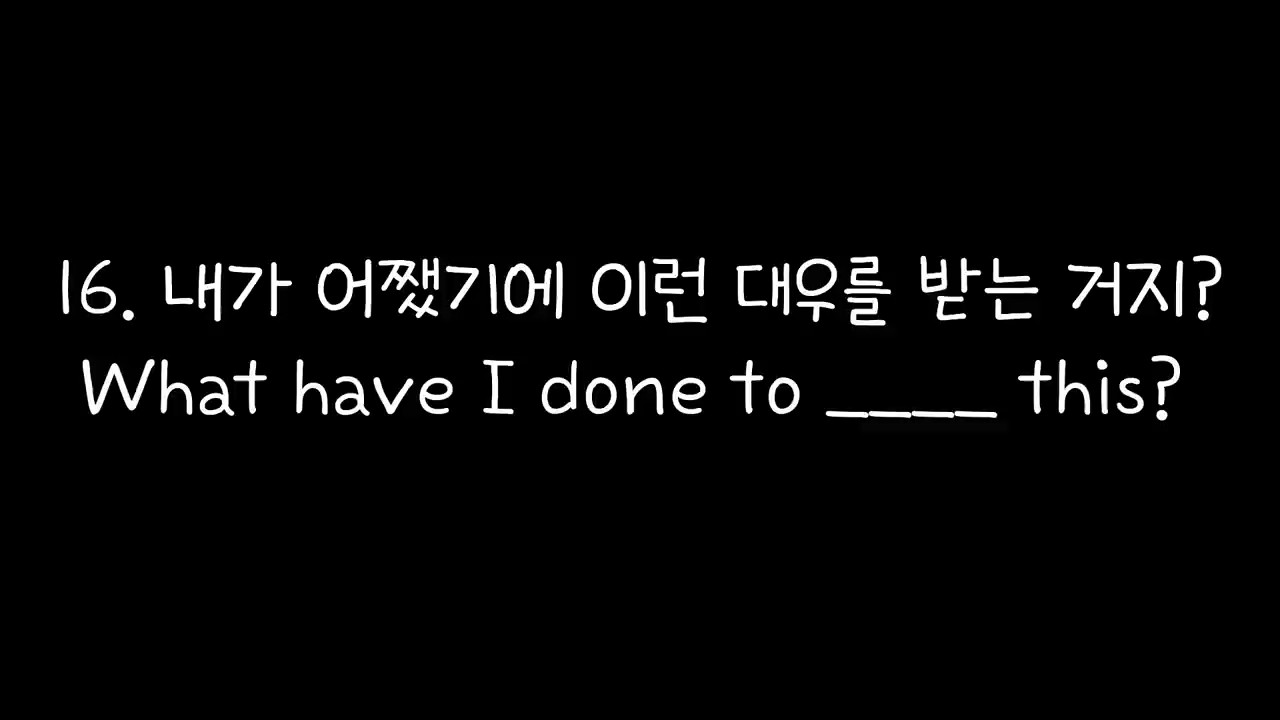 16. 내가 어쨌기에 이런 대우를 받는 거지?
What have I done to ____ this?